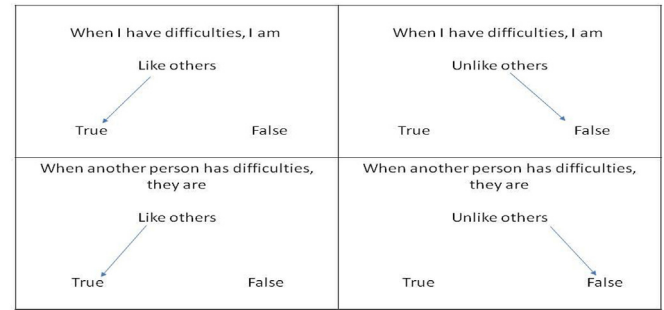 When I have difficulties, I am
Like others
True False
When I have difficulties, I am
Unlike others
True False
When another person has difficulties,
they are
Like others
True False
When another person has difficulties,
they are
Unlike others
True False